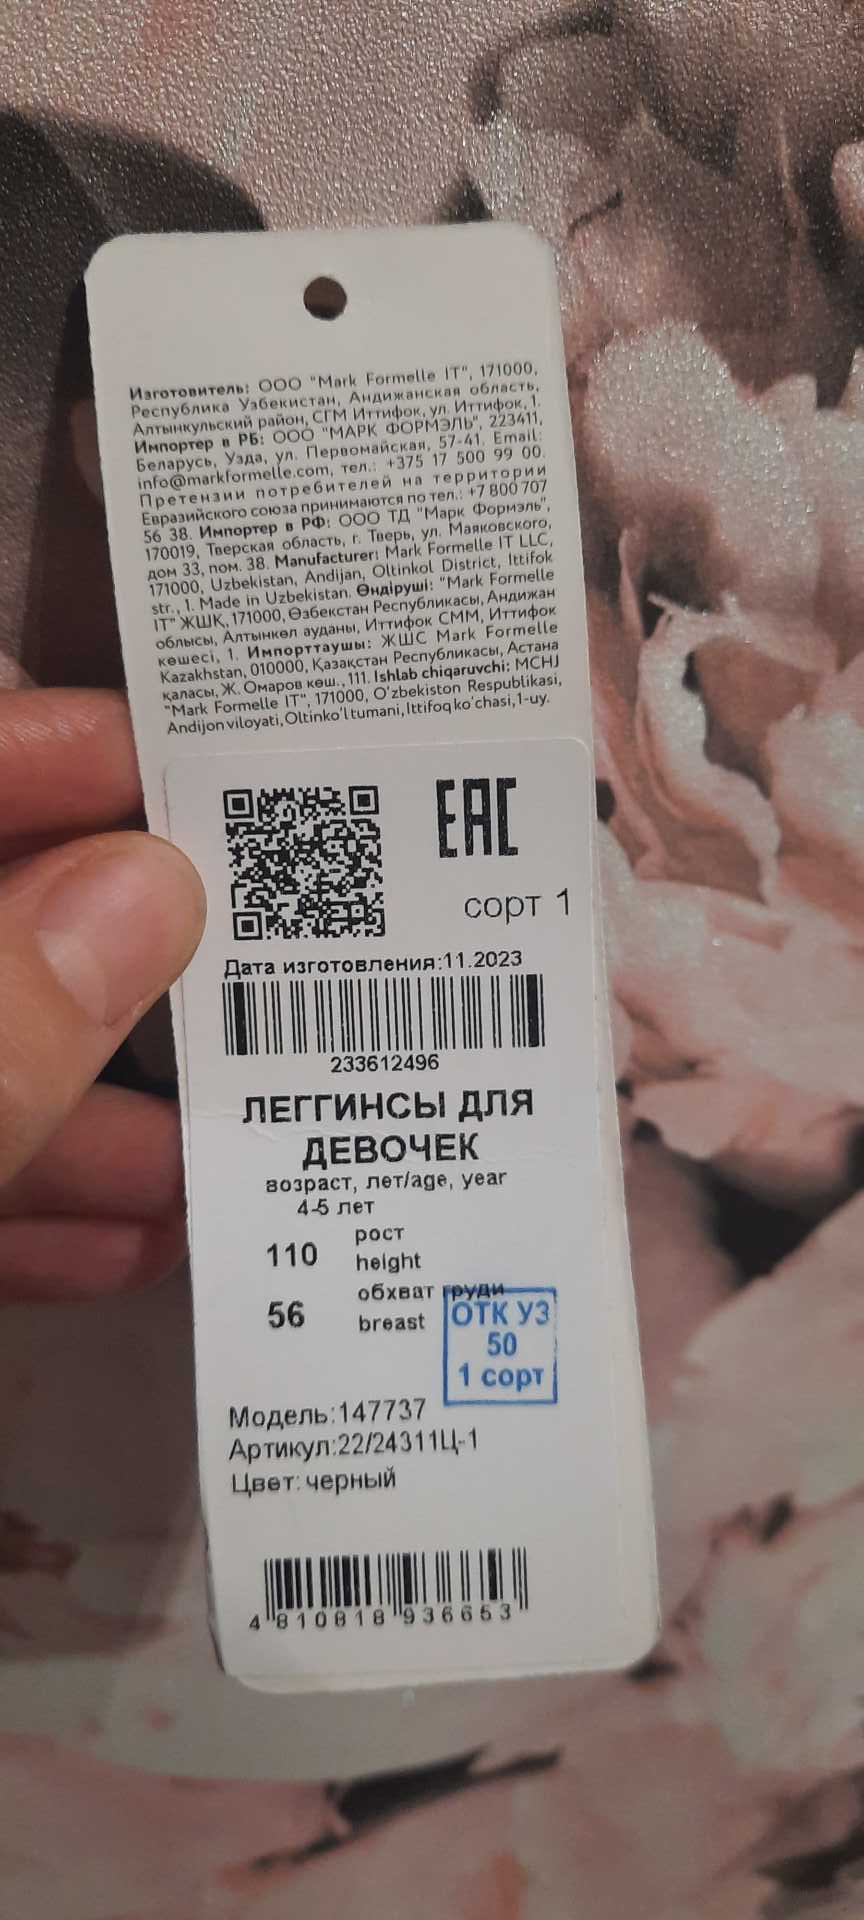 Изготовитель: ООО "Mark Formelle IT", 171000,
Республика Узбекистан, Андижанская область,
Алтынкульский район, СГМ Иттифок, ул. Иттифок, 1.
Импортер в РБ: ООО "МАРК ФОРМЭЛЬ", 223411,
Беларусь, Узда, ул. Первомайская, 57-41. Email:
info@markformelle.com, тел.: +375 17 500 99 00.
Претензии потребителей на территории
Евразийского союза принимаются по тел.: +7 800 707
56 38. Импортер в РФ: ООО ТД "Марк Формэль",
170019, Тверская область, г. Тверь, ул. Маяковского,
дом 33, пом. 38. Manufacturer: Mark Formelle IT LLC,
171000, Uzbekistan, Andijan, Oltinkol District, Ittifok
str., 1. Made in Uzbekistan. Өндіруші: "Mark Formelle
IT" ЖШҚ, 171000, Өзбекстан Республикасы, Андижан
облысы, Алтынкөл ауданы, Иттифок СММ, Иттифок
көшесі, 1. Импорттаушы: ЖШС Mark Formelle
Kazakhstan, 010000, Қазақстан Республикасы, Астана
қаласы, Ж. Омаров көш., 111. Ishlab chiqaruvchi: MCHJ
"Mark Formelle IT", 171000, O'zbekiston Respublikasi,
Andijon viloyati, Oltinko'l tumani, Ittifoq ko'chasi, 1-uy.
EAC
сорт 1
Дата изготовления:11.2023
233612496
ЛЕГГИНСЫ ДЛЯ
ДЕВОЧЕК
возраст, лет/age, year
4-5 лет
110 рост
height
56 обхват груди
breast
ОТК УЗ
50
1 сорт
Модель:147737
Артикул:22/24311Ц-1
Цвет: черный
4 810818 936653